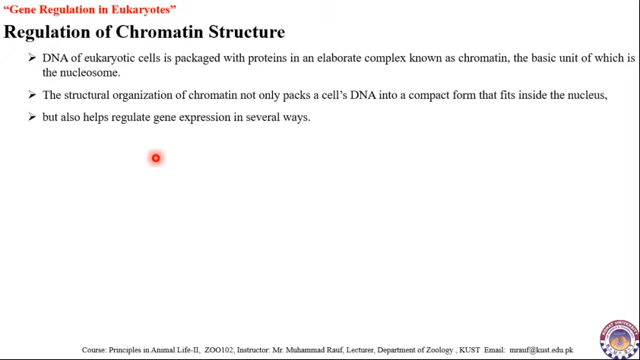 “Gene Regulation in Eukaryotes”
Regulation of Chromatin Structure
➢ DNA of eukaryotic cells is packaged with proteins in an elaborate complex known as chromatin, the basic unit of which is
the nucleosome.
➢ The structural organization of chromatin not only packs a cell’s DNA into a compact form that fits inside the nucleus,
➢ but also helps regulate gene expression in several ways.
Course: Principles in Animal Life-II, ZOO102, Instructor: Mr. Muhammad Rauf, Lecturer, Department of Zoology , KUST Email: mrauf@kust.edu.pk